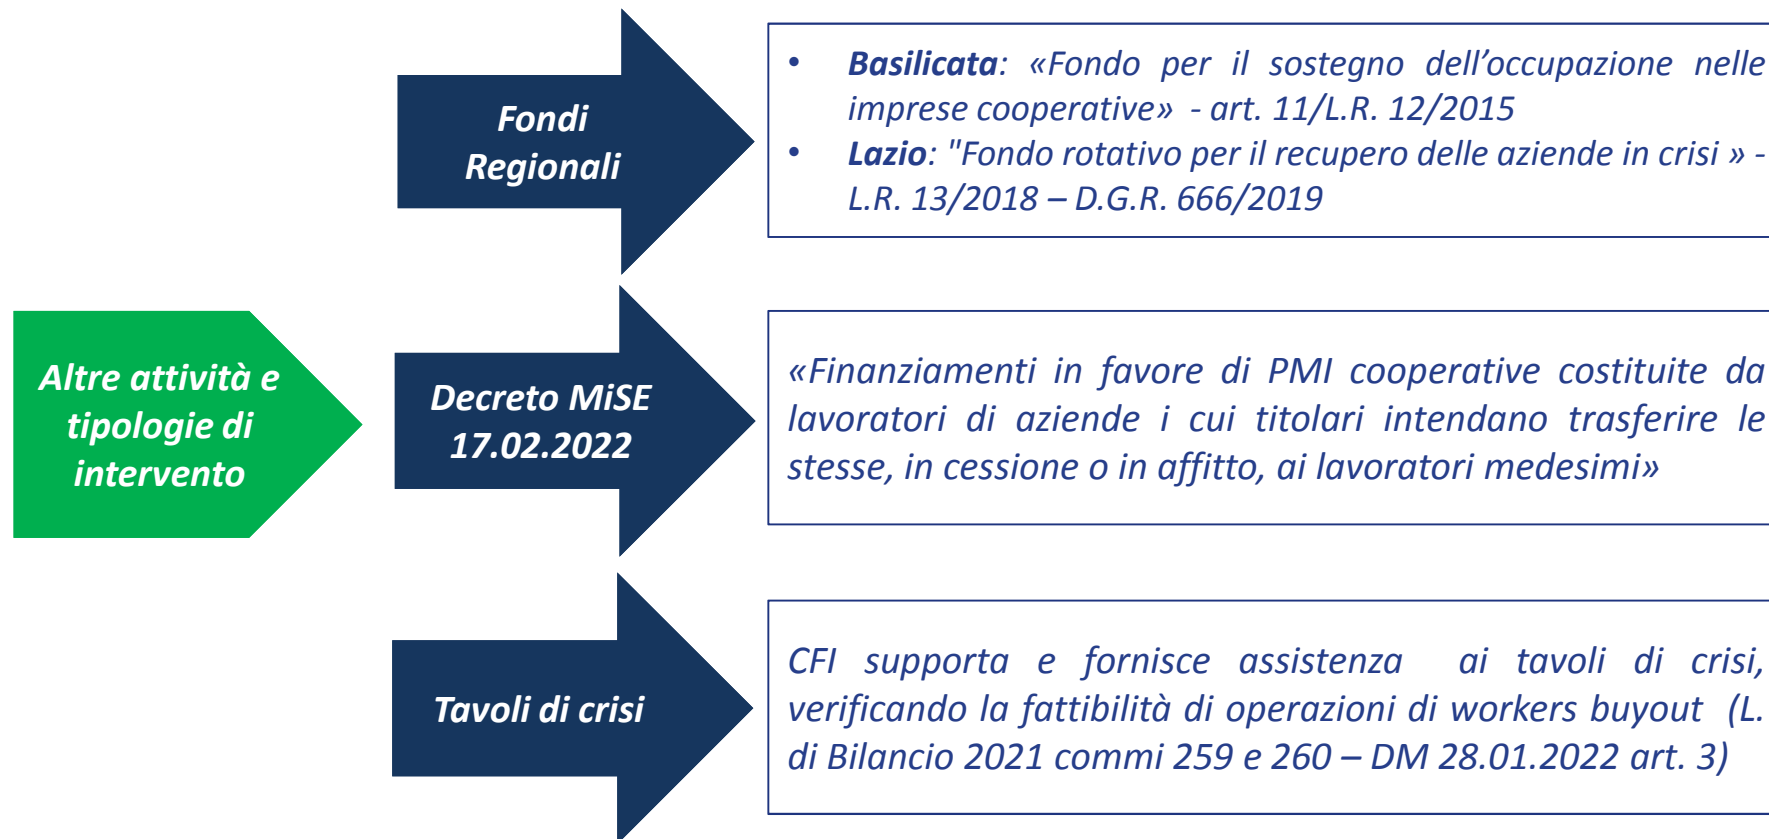 Fondi
Regionali
• Basilicata: «Fondo per il sostegno dell’occupazione nelle
imprese cooperative» - art. 11/L.R. 12/2015
• Lazio: "Fondo rotativo per il recupero delle aziende in crisi » -
L.R. 13/2018 – D.G.R. 666/2019
Altre attività e
tipologie di
intervento
Decreto MiSE
17.02.2022
«Finanziamenti in favore di PMI cooperative costituite da
lavoratori di aziende i cui titolari intendano trasferire le
stesse, in cessione o in affitto, ai lavoratori medesimi»
Tavoli di crisi
CFI supporta e fornisce assistenza ai tavoli di crisi,
verificando la fattibilità di operazioni di workers buyout (L.
di Bilancio 2021 commi 259 e 260 – DM 28.01.2022 art. 3)